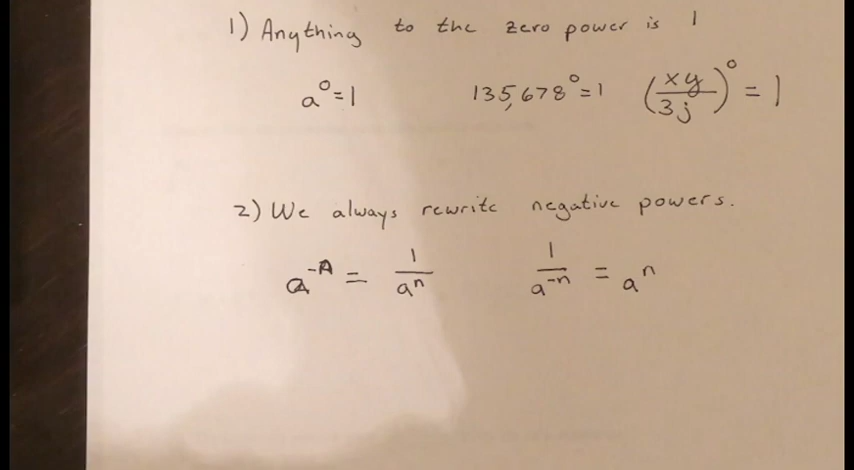 1) Anything to the zero power is 1
a⁰=1 135,678⁰=1 (xy/3j)⁰ = 1
2) We always rewrite negative powers.
a⁻ⁿ = 1/aⁿ 1/a⁻ⁿ = aⁿ